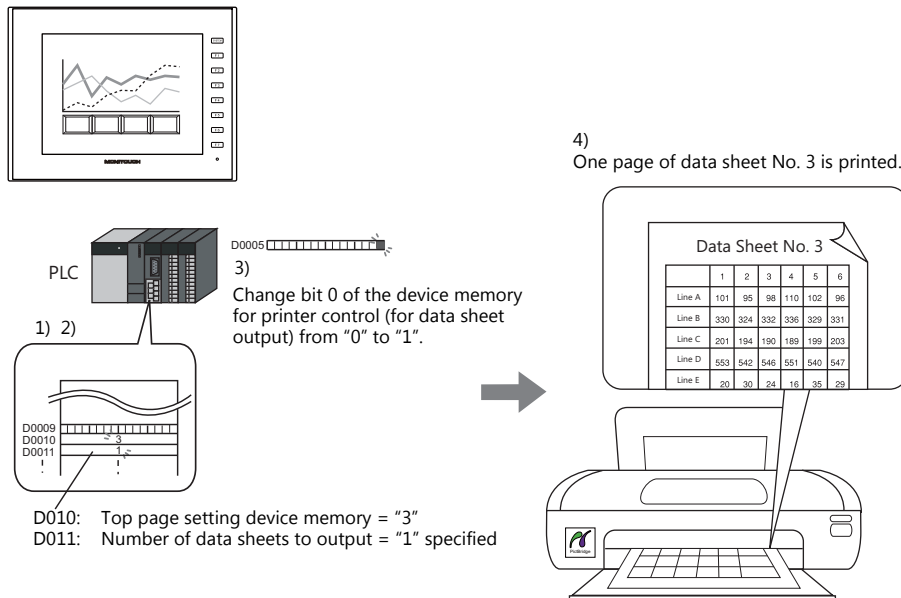 MONITOUCH
4)
One page of data sheet No. 3 is printed.
PLC
D0005
3)
Change bit 0 of the device memory
for printer control (for data sheet
output) from “0” to “1”.
1) 2)
D0009
D0010 3
D0011 1
D010: Top page setting device memory = “3”
D011: Number of data sheets to output = “1” specified
Data Sheet No. 3
1 2 3 4 5 6
Line A 101 95 98 110 102 96
Line B 330 324 332 336 329 331
Line C 201 194 190 189 199 203
Line D 553 542 546 551 540 547
Line E 20 30 24 16 35 29
PictBridge